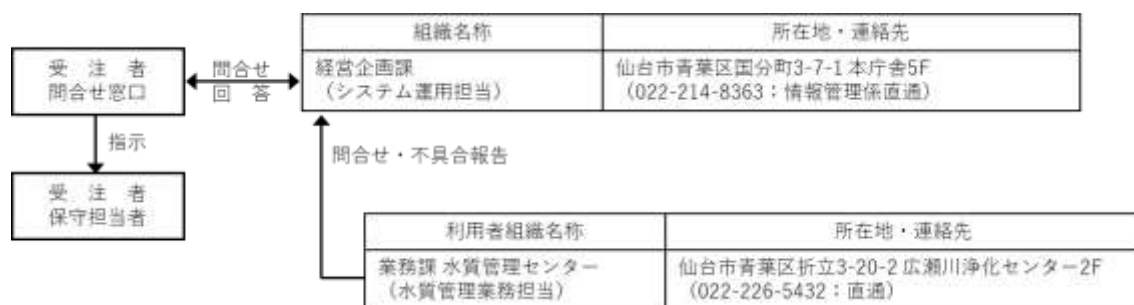 組織名称
所在地・連絡先
受 注 者
問合せ窓口
問合せ
回 答
経営企画課
(システム運用担当)
仙台市青葉区国分町3-7-1 本庁舎5F
(022-214-8363:情報管理係直通)
指示
問合せ・不具合報告
受 注 者
保守担当者
利用者組織名称
所在地・連絡先
業務課 水質管理センター
(水質管理業務担当)
仙台市青葉区折立3-20-2 広瀬川浄化センター2F
(022-226-5432:直通)